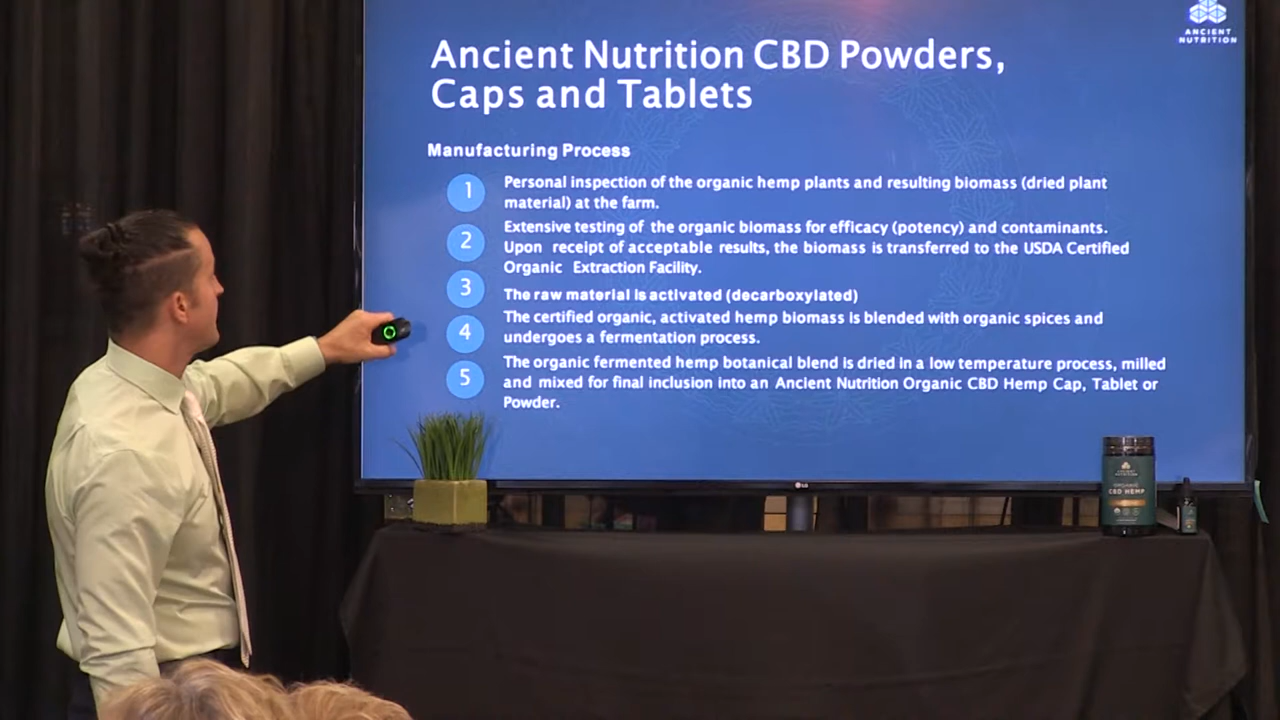 ANCIENT
NUTRITION
Ancient Nutrition CBD Powders,
Caps and Tablets
Manufacturing Process
1 Personal inspection of the organic hemp plants and resulting biomass (dried plant
material) at the farm.
2 Extensive testing of the organic biomass for efficacy (potency) and contaminants.
Upon receipt of acceptable results, the biomass is transferred to the USDA Certified
Organic Extraction Facility.
3 The raw material is activated (decarboxylated)
4 The certified organic, activated hemp biomass is blended with organic spices and
undergoes a fermentation process.
5 The organic fermented hemp botanical blend is dried in a low temperature process, milled
and mixed for final inclusion into an Ancient Nutrition Organic CBD Hemp Cap, Tablet or
Powder.
LG
ANCIENT
NUTRITION
ORGANIC
CBD HEMP